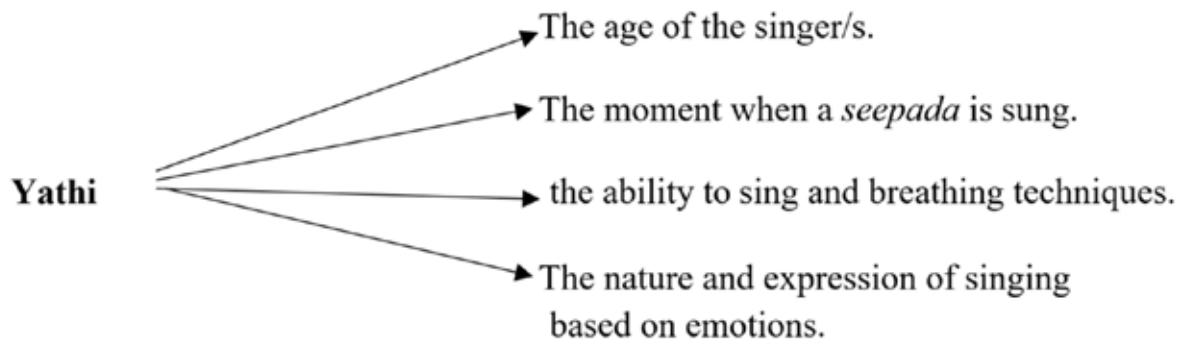 The age of the singer/s.
The moment when a seepada is sung.
Yathi
the ability to sing and breathing techniques.
The nature and expression of singing
based on emotions.